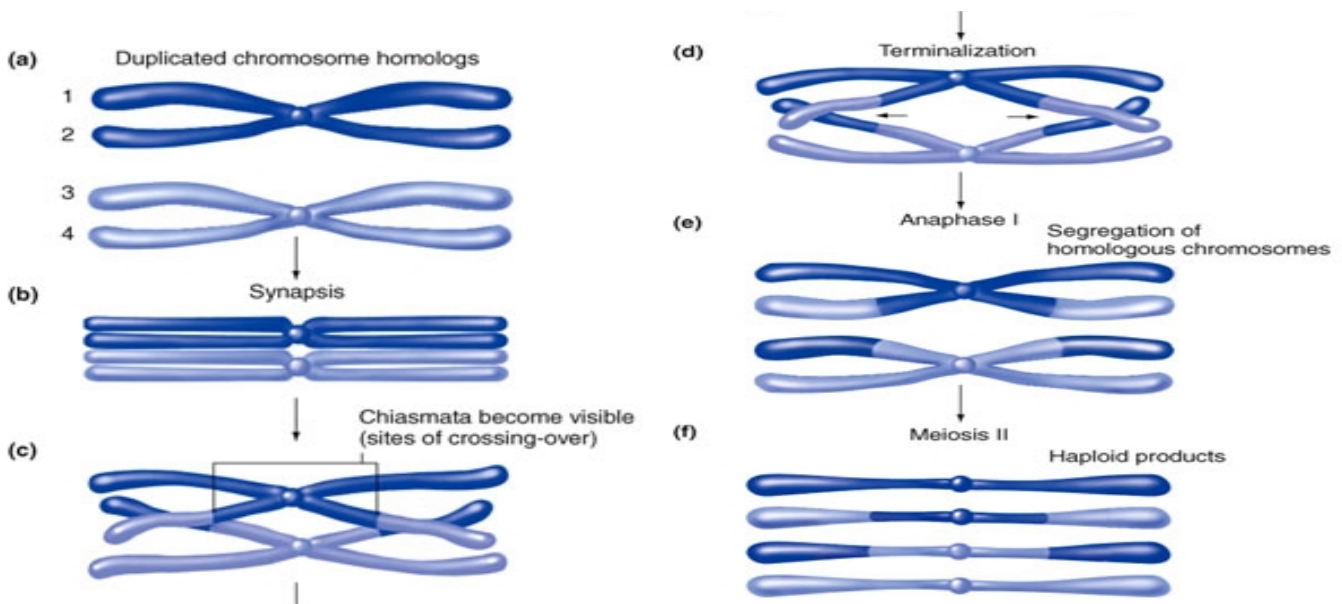 (a)
Duplicated chromosome homologs
1
2
3
4
(b)
Synapsis
Chiasmata become visible
(sites of crossing-over)
(c)
(d)
Terminalization
(e)
Anaphase I
Segregation of
homologous chromosomes
(f)
Meiosis II
Haploid products